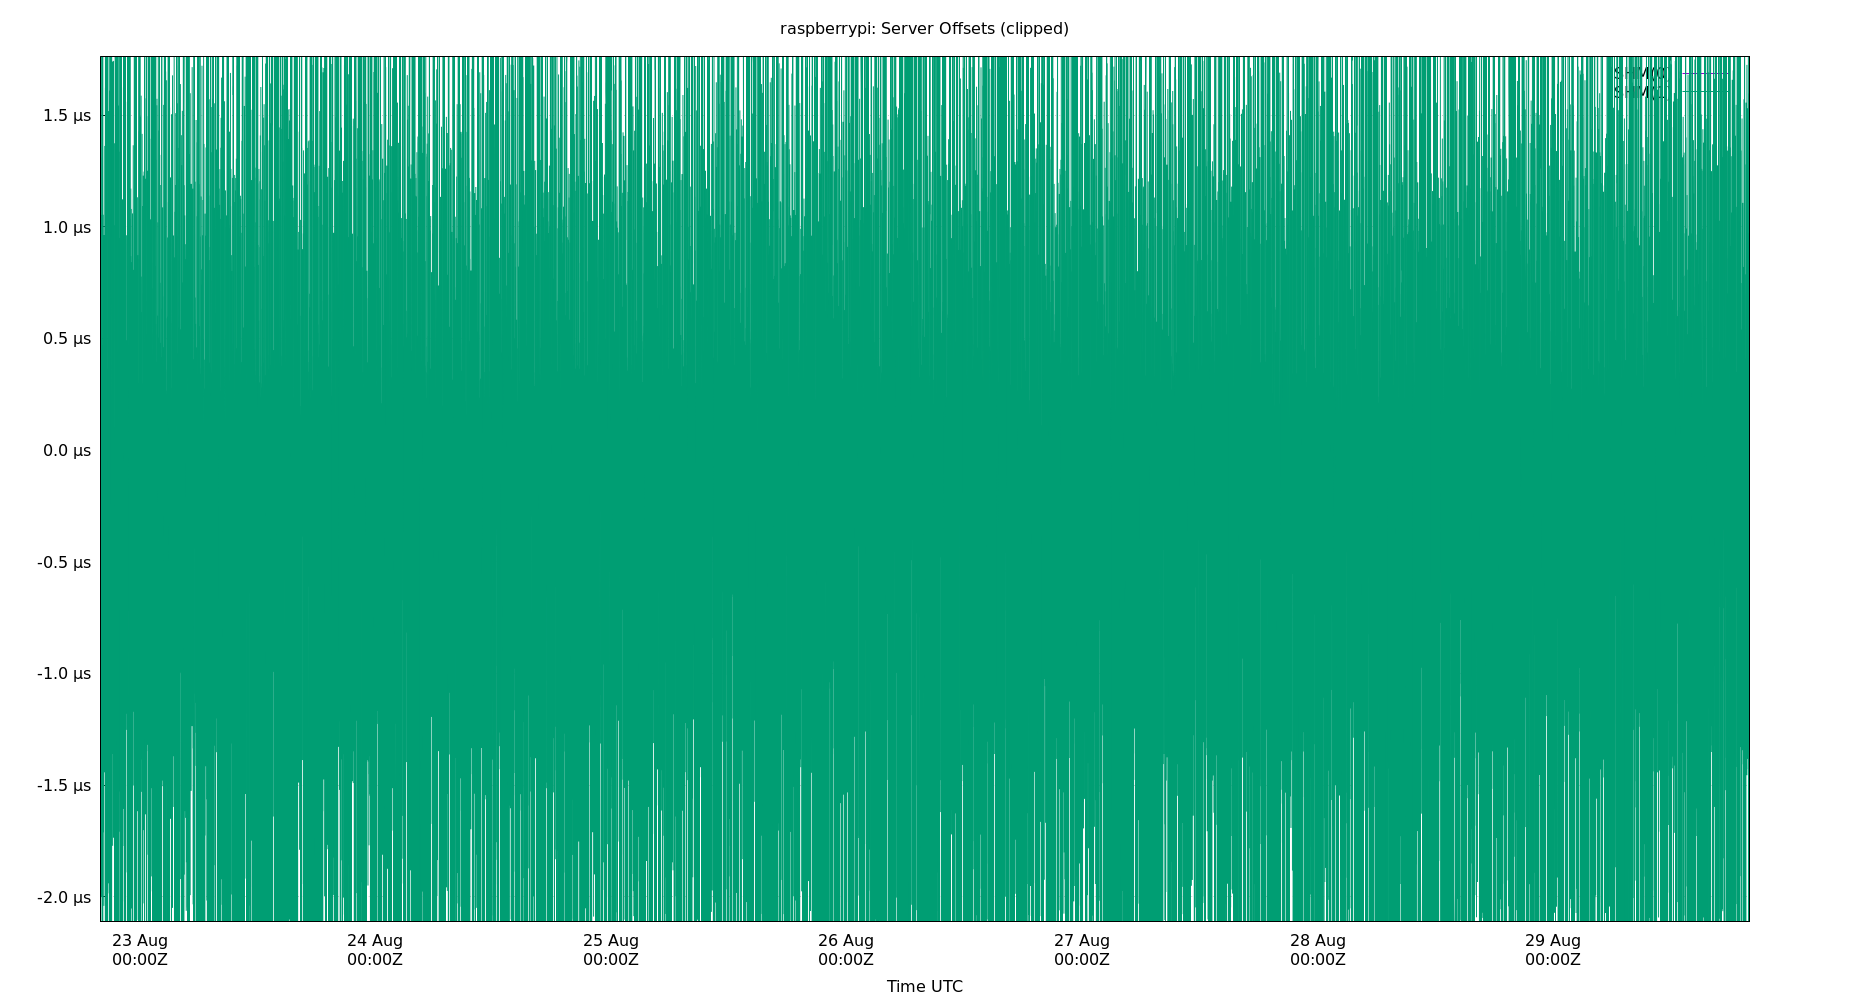 raspberrypi: Server Offsets (clipped)
1.5 µs
1.0 µs
0.5 µs
0.0 µs
-0.5 µs
-1.0 µs
-1.5 µs
-2.0 µs
23 Aug 24 Aug 25 Aug 26 Aug 27 Aug 28 Aug 29 Aug
00:00Z 00:00Z 00:00Z 00:00Z 00:00Z 00:00Z 00:00Z
Time UTC